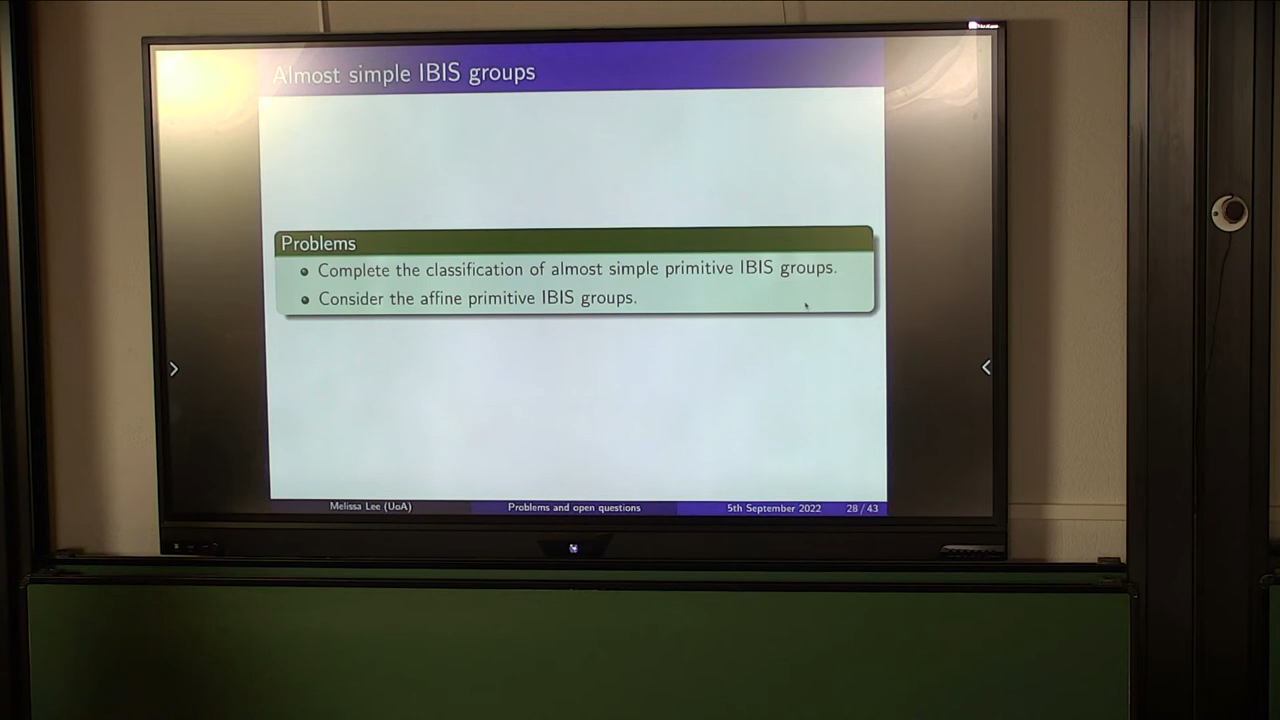 Almost simple IBIS groups
Problems
Complete the classification of almost simple primitive IBIS groups.
Consider the affine primitive IBIS groups.
Melissa Lee (UoA) Problems and open questions 5th September 2022 28 / 43